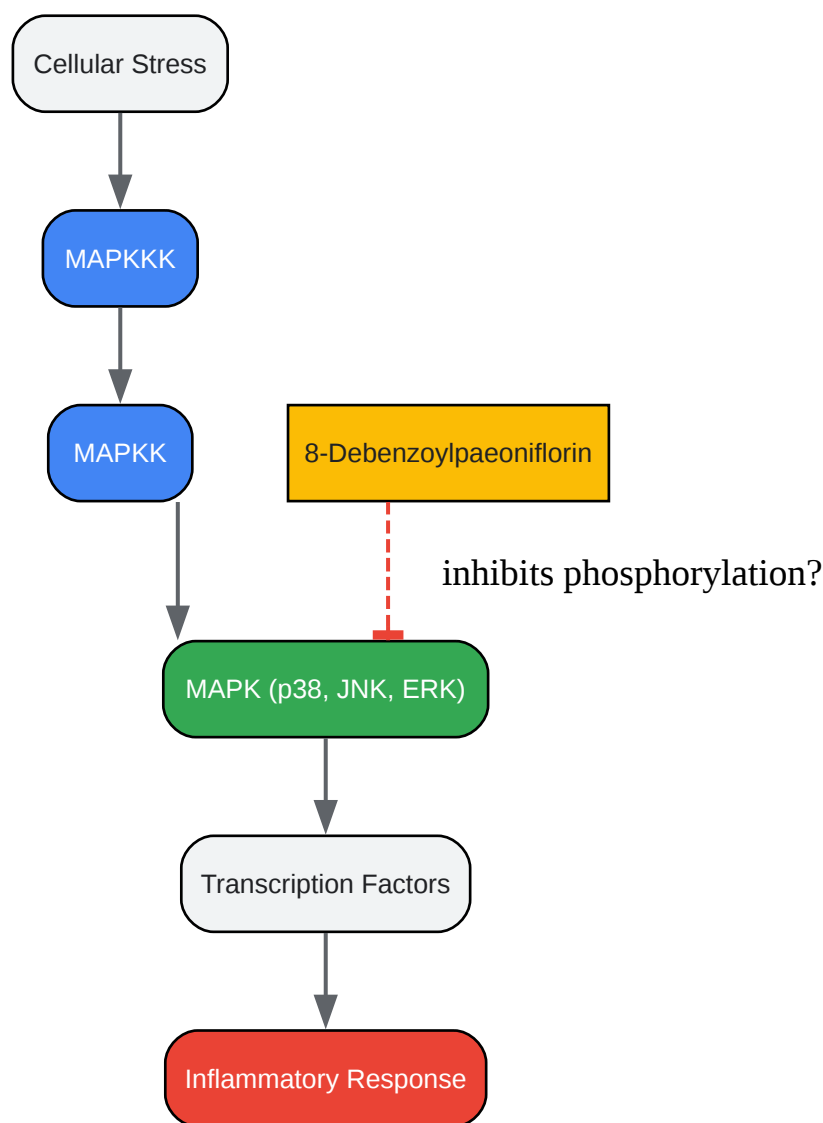 Cellular Stress
MAPKKK
MAPKK
8-Debenzoylpaeoniflorin
inhibits phosphorylation?
MAPK (p38, JNK, ERK)
Transcription Factors
Inflammatory Response